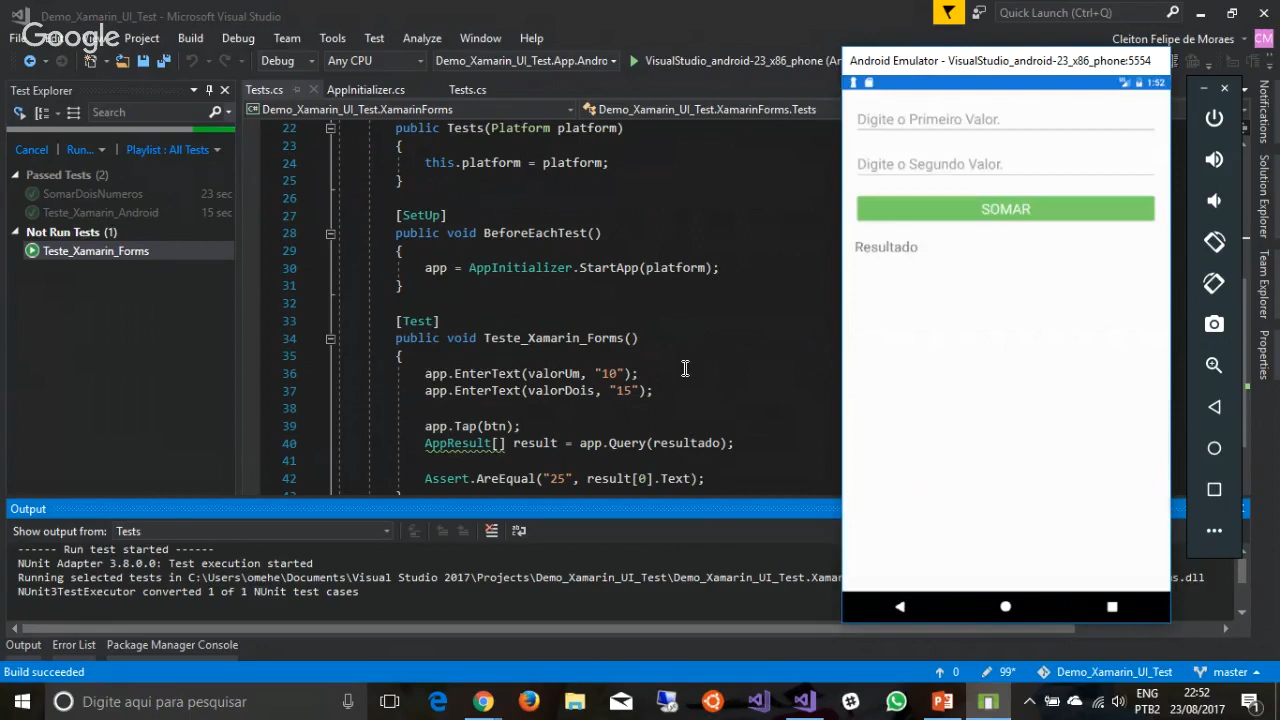 Demo_Xamarin_UI_Test - Microsoft Visual Studio
Quick Launch (Ctrl+Q)
Google
Project Build Debug Team Tools Test Analyze Window Help
Cleiton Felipe de Moraes CM
Debug Any CPU Demo_Xamarin_UI_Test.App.Andro VisualStudio_android-23_x86_phone (An
Test Explorer
Search
Cancel Run... Playlist : All Tests
Passed Tests (2)
SomarDoisNumeros 23 sec
Teste_Xamarin_Android 15 sec
Not Run Tests (1)
Teste_Xamarin_Forms
Tests.cs AppInitializer.cs Tests.cs
Demo_Xamarin_UI_Test.XamarinForms Demo_Xamarin_UI_Test.XamarinForms.Tests
22 public Tests(Platform platform)
23 {
24 this.platform = platform;
25 }
26
27 [SetUp]
28 public void BeforeEachTest()
29 {
30 app = AppInitializer.StartApp(platform);
31 }
32
33 [Test]
34 public void Teste_Xamarin_Forms()
35 {
36 app.EnterText(valorUm, "10");
37 app.EnterText(valorDois, "15");
38
39 app.Tap(btn);
40 AppResult[] result = app.Query(resultado);
41
42 Assert.AreEqual("25", result[0].Text);
Android Emulator - VisualStudio_android-23_x86_phone:5554
1:52
Digite o Primeiro Valor.
Digite o Segundo Valor.
SOMAR
Resultado
Solution Explorer
Team Explorer
Properties
Output
Show output from: Tests
------ Run test started ------
NUnit Adapter 3.8.0.0: Test execution started
Running selected tests in C:\Users\omehe\Documents\Visual Studio 2017\Projects\Demo_Xamarin_UI_Test\Demo_Xamarin_UI_Test.Xamar
s.dll
NUnit3TestExecutor converted 1 of 1 NUnit test cases
Output Error List Package Manager Console
Build succeeded 0 99* Demo_Xamarin_UI_Test master
Digite aqui para pesquisar
ENG
PTB2
22:52
23/08/2017
1